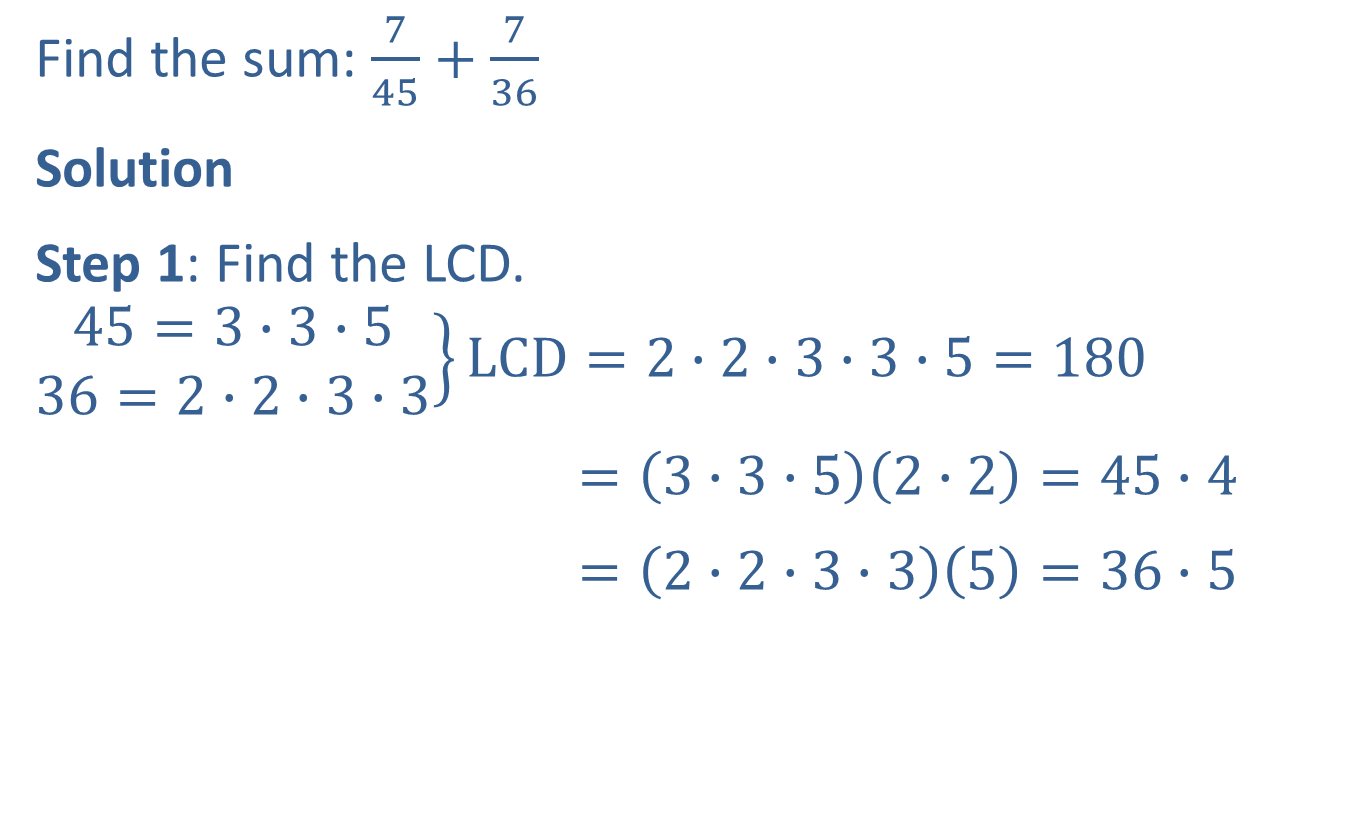 Find the sum: 7/45 + 7/36
Solution
Step 1: Find the LCD.
45 = 3 · 3 · 5
36 = 2 · 2 · 3 · 3
} LCD = 2 · 2 · 3 · 3 · 5 = 180
= (3 · 3 · 5)(2 · 2) = 45 · 4
= (2 · 2 · 3 · 3)(5) = 36 · 5